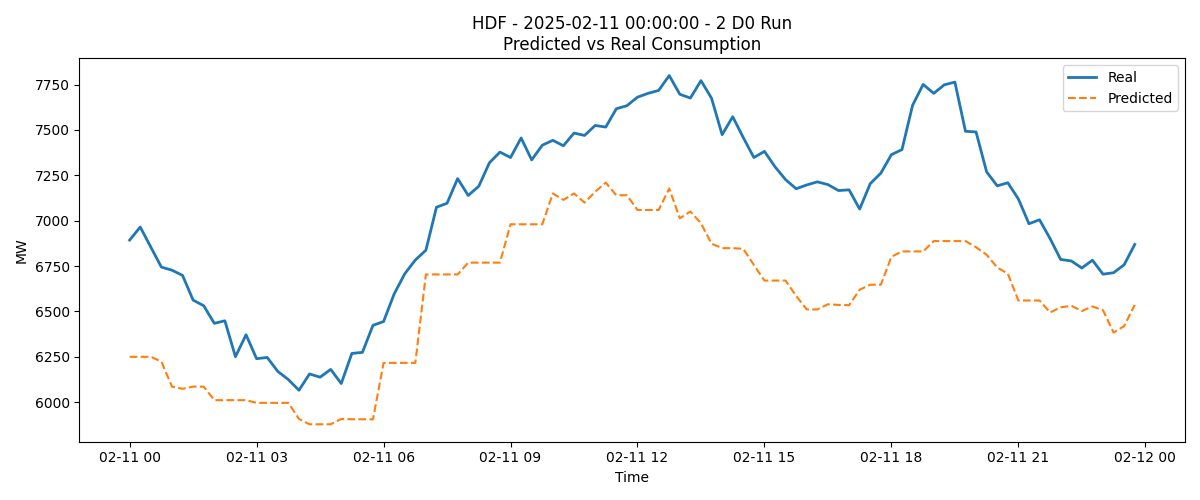 HDF - 2025-02-11 00:00:00 - 2 D0 Run
Predicted vs Real Consumption
Real
Predicted
7750
7500
7250
7000
6750
6500
6250
6000
MW
02-11 00
02-11 03
02-11 06
02-11 09
02-11 12
02-11 15
02-11 18
02-11 21
02-12 00
Time